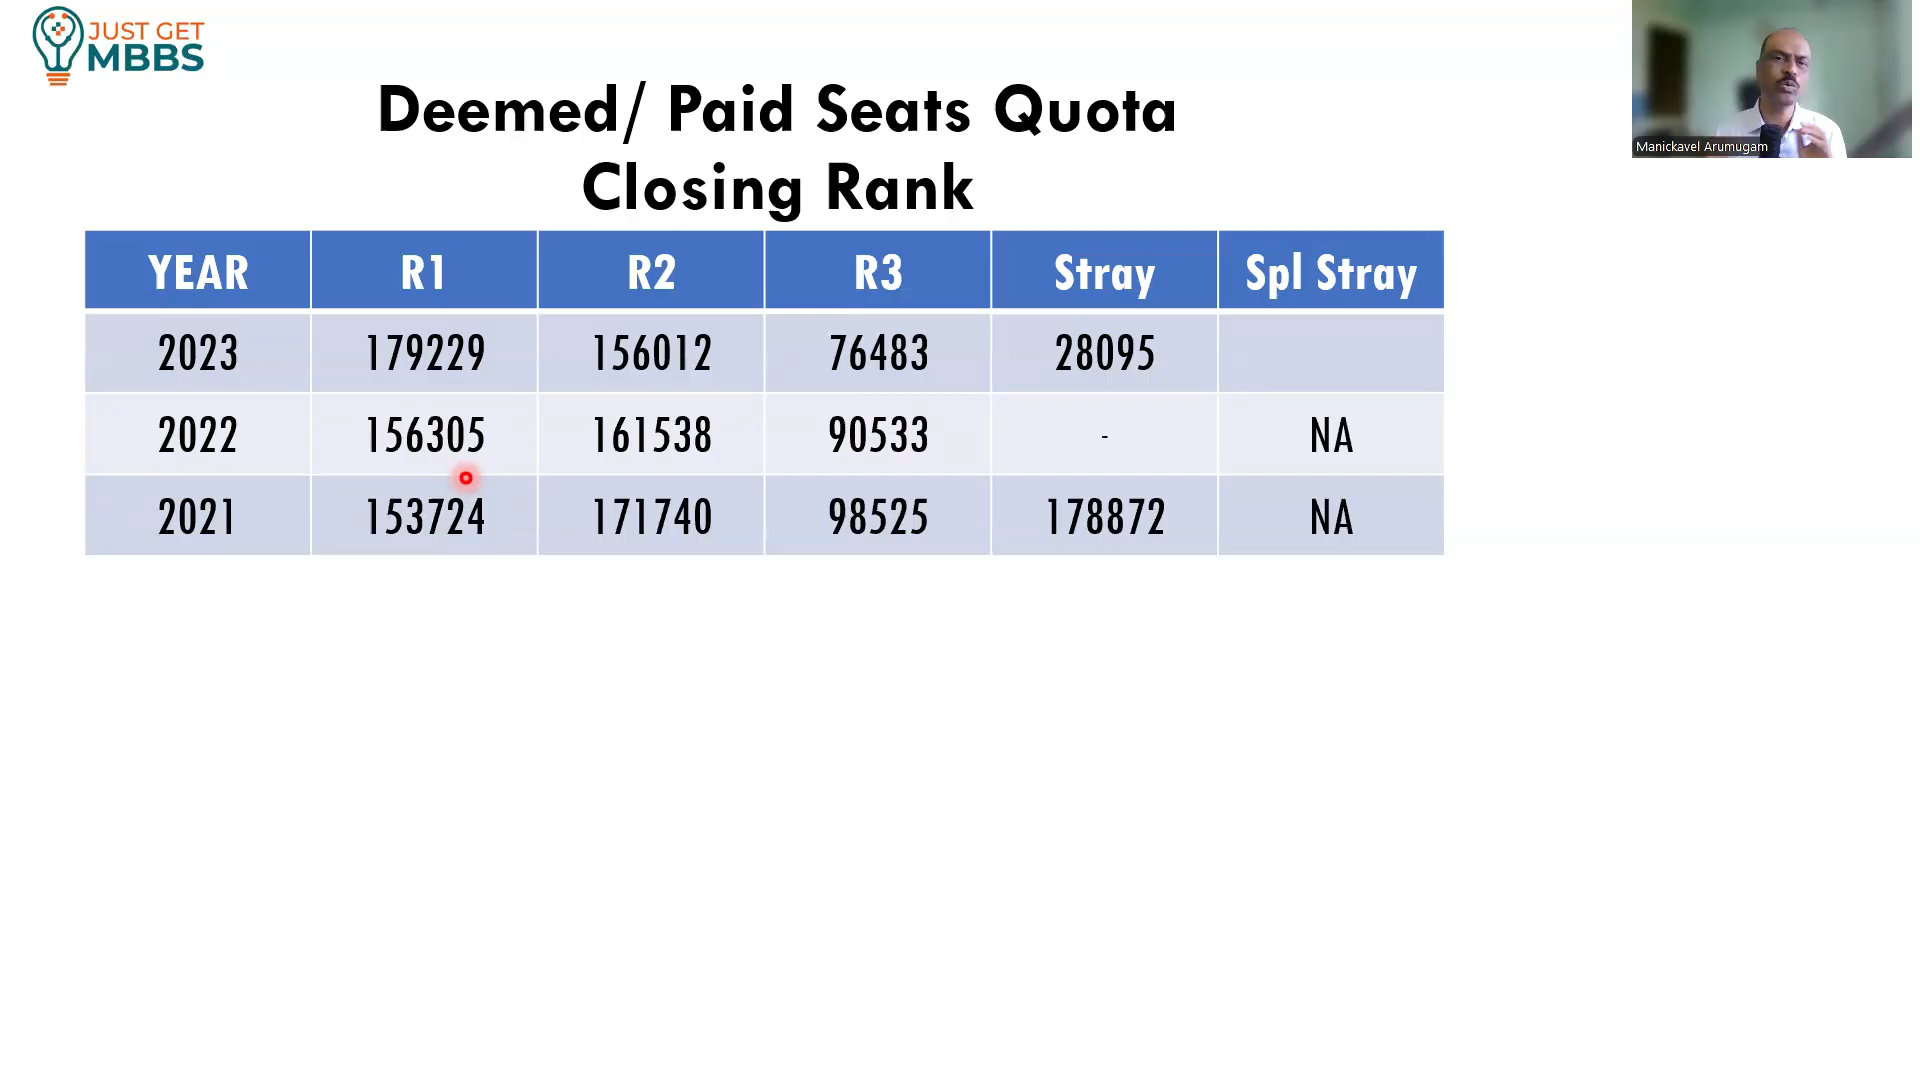 JUST GET
MBBS
Deemed/ Paid Seats Quota
Closing Rank
Manickavel Arumugam
YEAR R1 R2 R3 Stray Spl Stray
2023 179229 156012 76483 28095
2022 156305 161538 90533 - NA
2021 153724 171740 98525 178872 NA